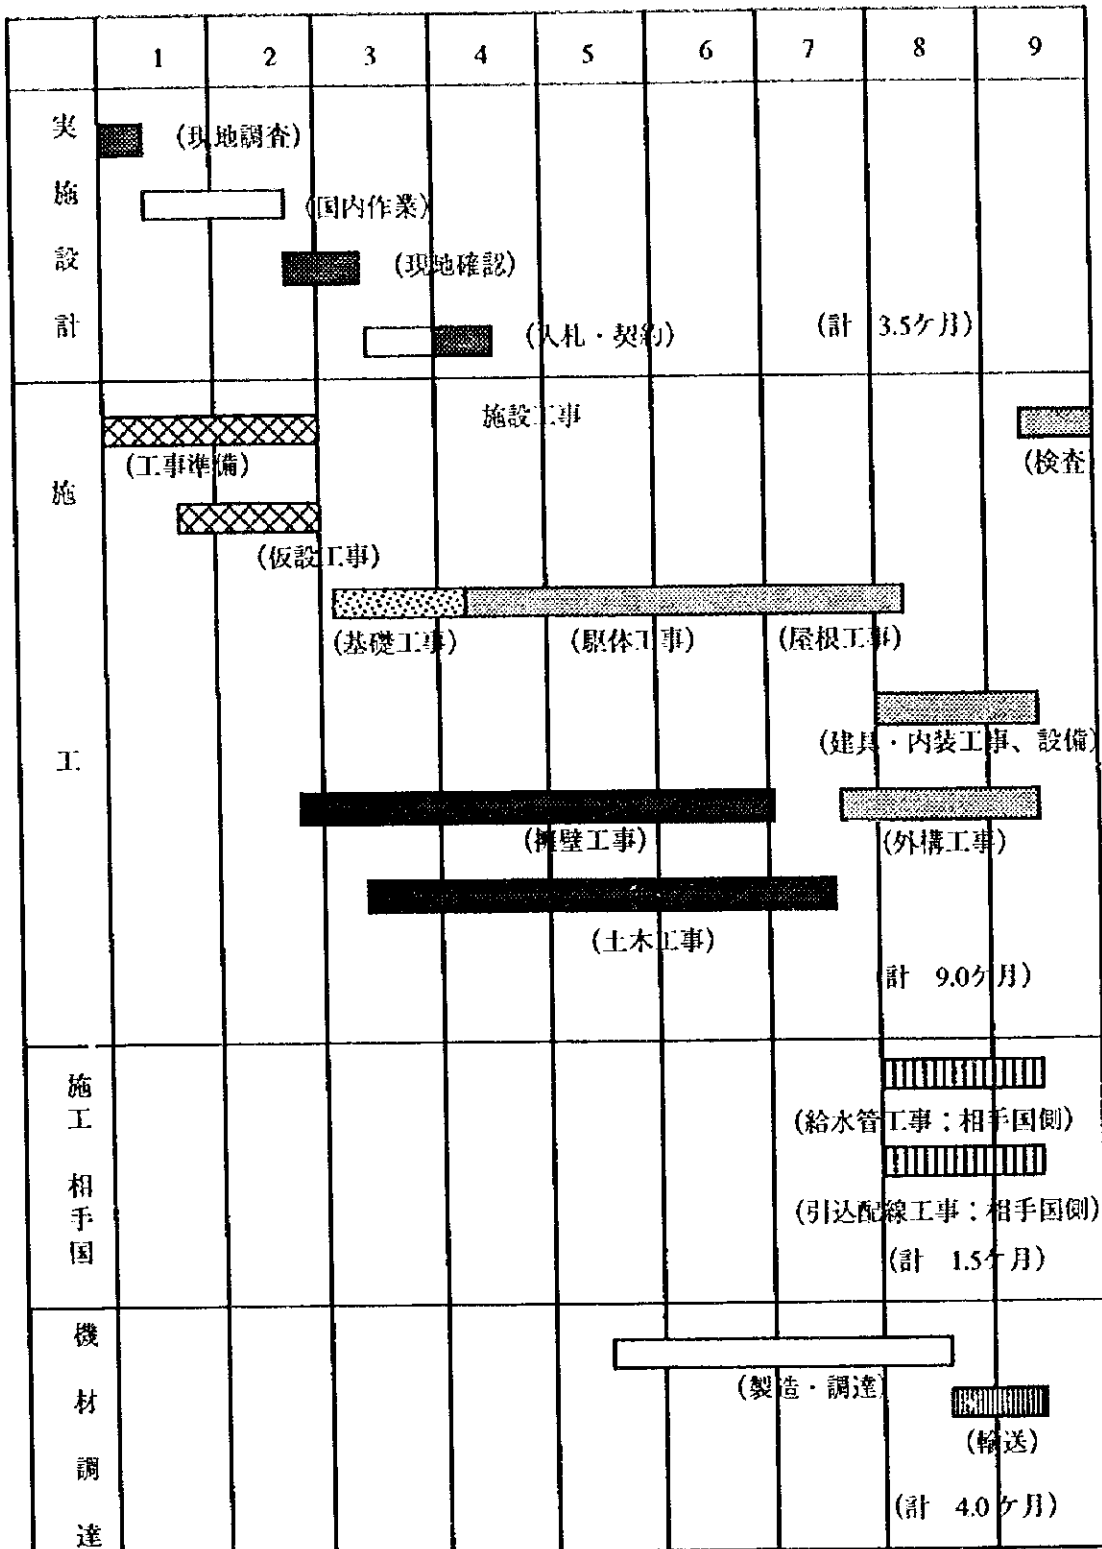 1 2 3 4 5 6 7 8 9
実施設計
(現地調査)
(国内作業)
(現地確認)
(入札・契約)
(計 3.5ケ月)
施工
施設工事
(工事準備)
(検査
(仮設工事)
(基礎工事)
(駆体工事)
(屋根工事)
(建具・内装工事、設備)
(擁壁工事)
(外構工事)
(土木工事)
(計 9.0ケ月)
施工 相手国
(給水管工事；相手国側)
(引込配線工事；相手国側)
(計 1.5ケ月)
機材調達
(製造・調達)
(輸送)
(計 4.0ケ月)